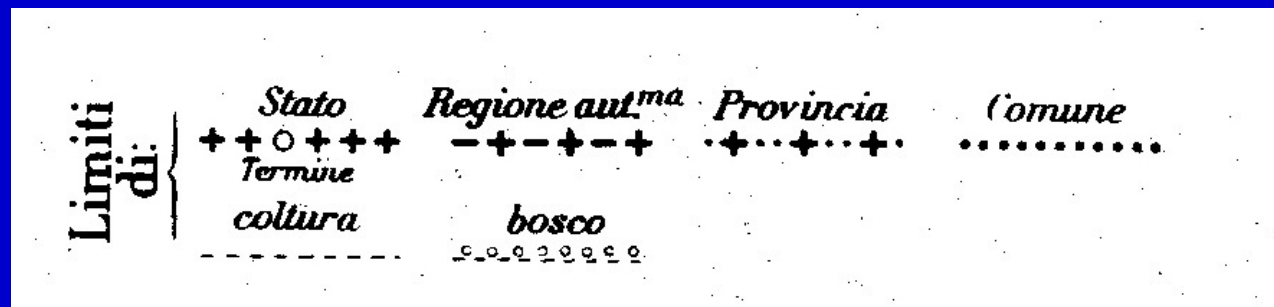 Limiti di:
Stato Regione aut.ma Provincia Comune
Termine
coltura bosco